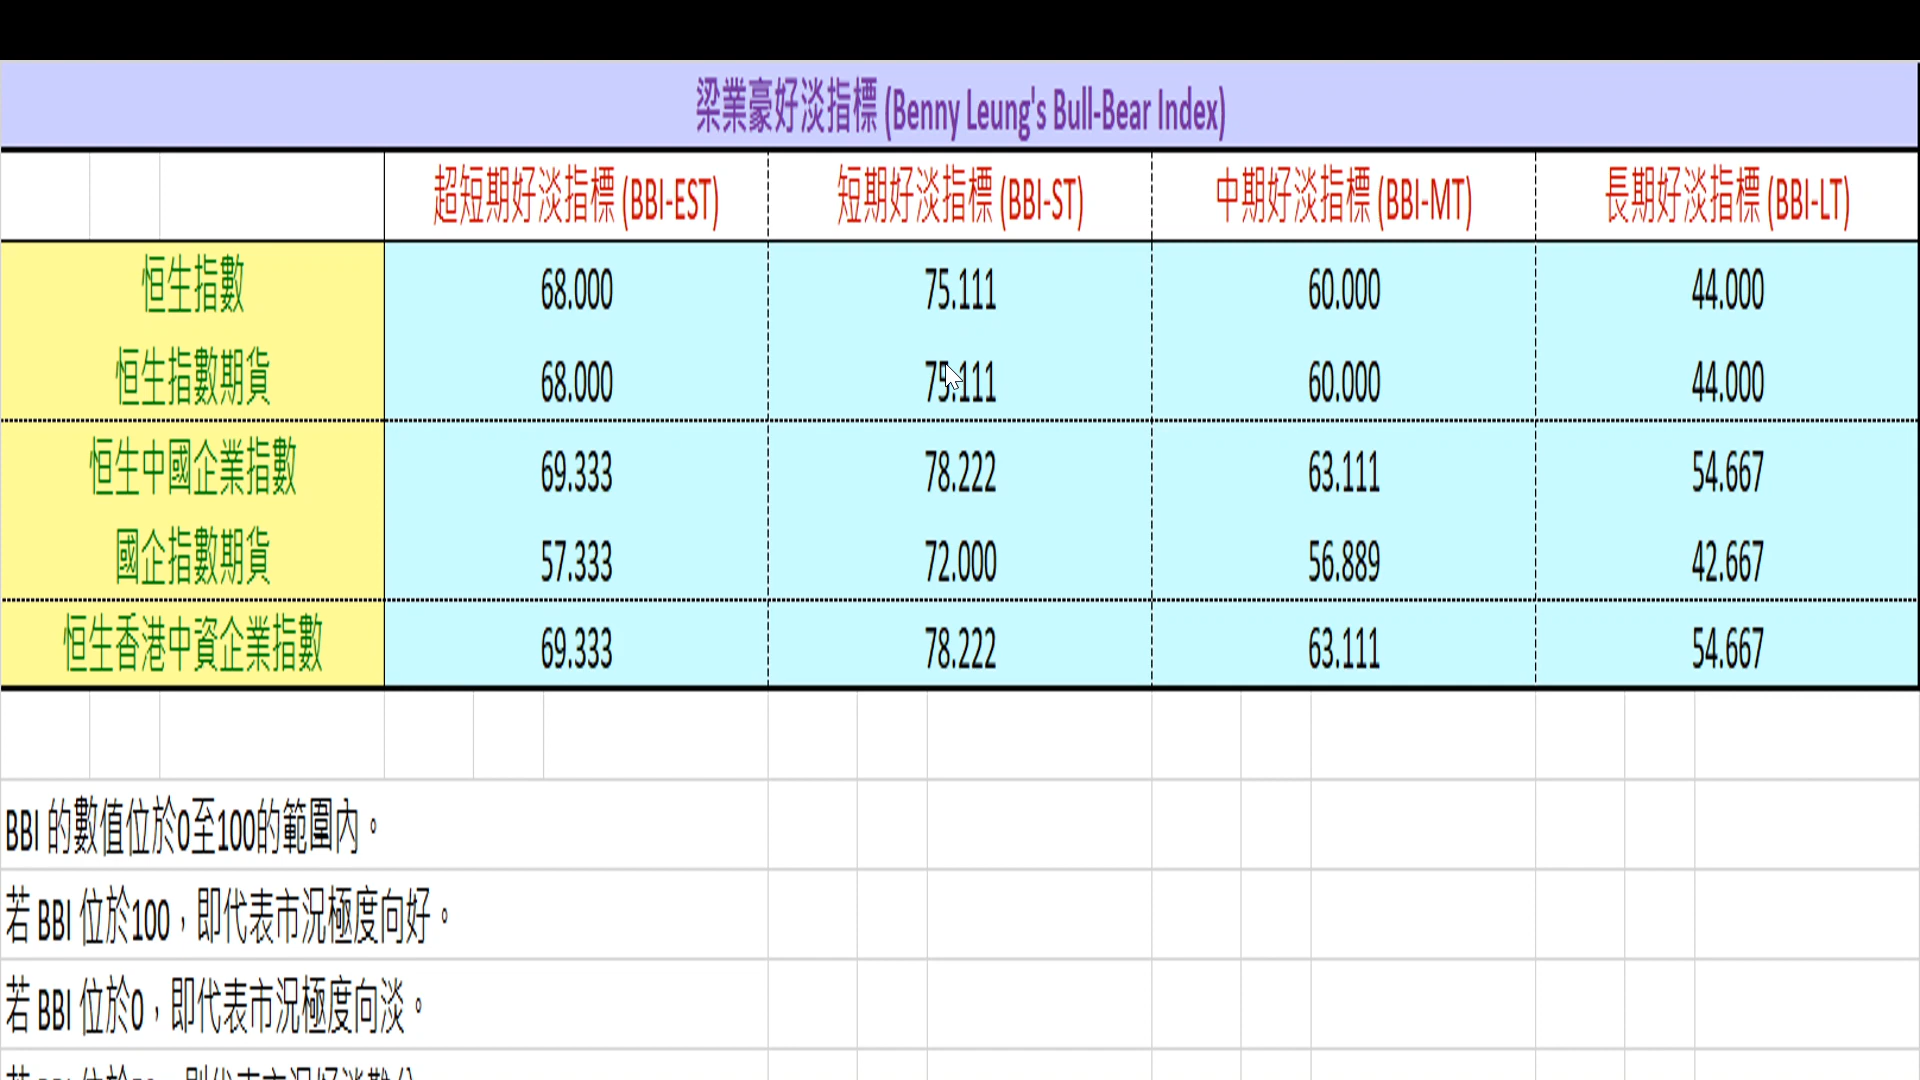 梁業豪好淡指標 (Benny Leung's Bull-Bear Index)
超短期好淡指標 (BBI-EST) 短期好淡指標 (BBI-ST) 中期好淡指標 (BBI-MT) 長期好淡指標 (BBI-LT)
恒生指數 68.000 75.111 60.000 44.000
恒生指數期貨 68.000 75.111 60.000 44.000
恒生中國企業指數 69.333 78.222 63.111 54.667
國企指數期貨 57.333 72.000 56.889 42.667
恒生香港中資企業指數 69.333 78.222 63.111 54.667
BBI 的數值位於0至100的範圍內。
若 BBI 位於100，即代表市況極度向好。
若 BBI 位於0，即代表市況極度向淡。